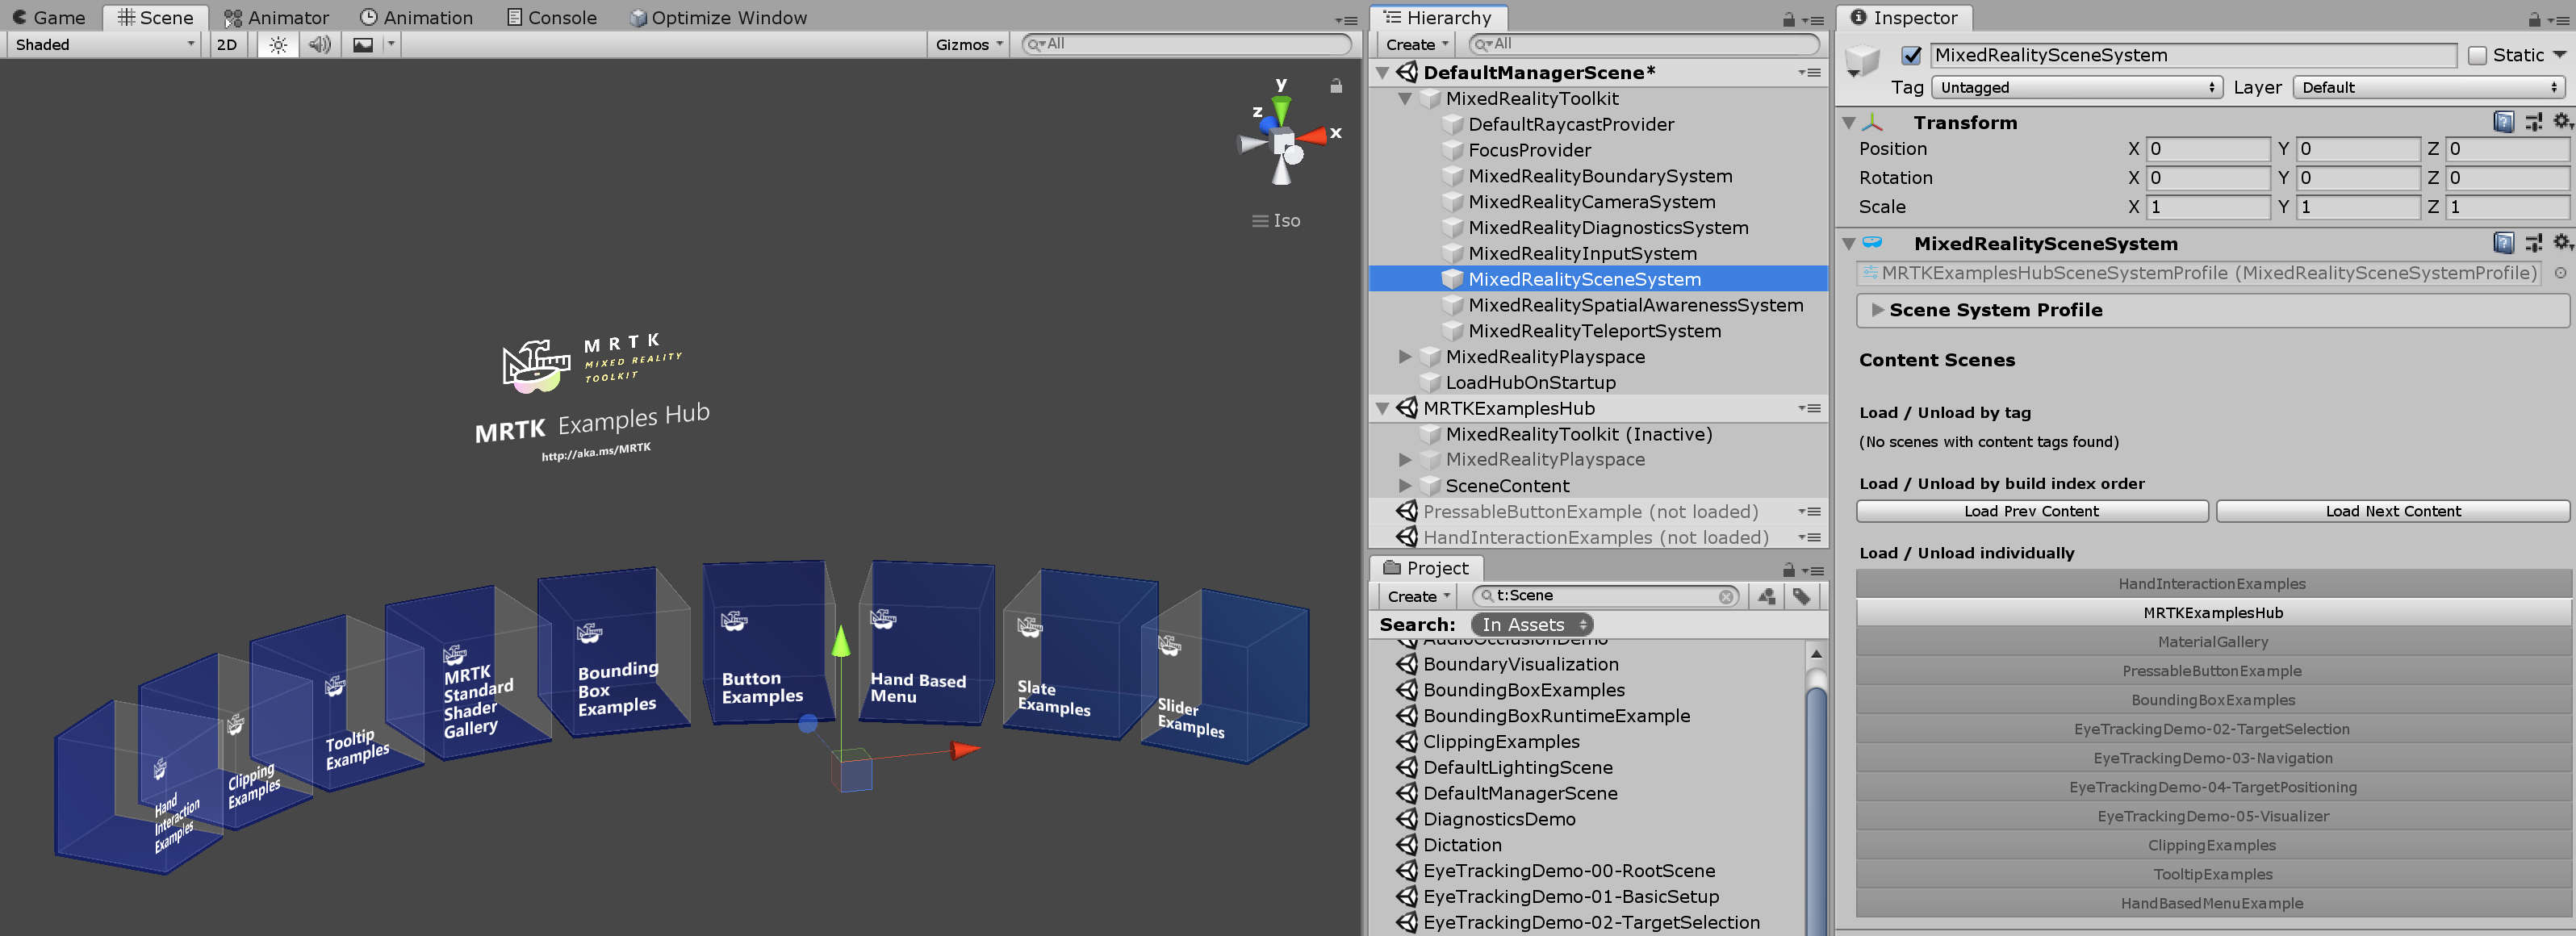 Game
Scene
Animator
Animation
Console
Optimize Window
Shaded
2D
Gizmos
All
y
z
x
Iso
MRTK
MIXED REALITY
TOOLKIT
MRTK Examples Hub
http://aka.ms/MRTK
Hand
Interaction
Examples
Clipping
Examples
Tooltip
Examples
MRTK
Standard
Shader
Gallery
Bounding
Box
Examples
Button
Examples
Hand Based
Menu
Slate
Examples
Slider
Examples
Hierarchy
Create
All
DefaultManagerScene*
MixedRealityToolkit
DefaultRaycastProvider
FocusProvider
MixedRealityBoundarySystem
MixedRealityCameraSystem
MixedRealityDiagnosticsSystem
MixedRealityInputSystem
MixedRealitySceneSystem
MixedRealitySpatialAwarenessSystem
MixedRealityTeleportSystem
MixedRealityPlayspace
LoadHubOnStartup
MRTKExamplesHub
MixedRealityToolkit (Inactive)
MixedRealityPlayspace
SceneContent
PressableButtonExample (not loaded)
HandInteractionExamples (not loaded)
Project
Create
t:Scene
Search: In Assets
AudioOcclusionDemo
BoundaryVisualization
BoundingBoxExamples
BoundingBoxRuntimeExample
ClippingExamples
DefaultLightingScene
DefaultManagerScene
DiagnosticsDemo
Dictation
EyeTrackingDemo-00-RootScene
EyeTrackingDemo-01-BasicSetup
EyeTrackingDemo-02-TargetSelection
Inspector
MixedRealitySceneSystem
Static
Tag Untagged Layer Default
Transform
Position X 0 Y 0 Z 0
Rotation X 0 Y 0 Z 0
Scale X 1 Y 1 Z 1
MixedRealitySceneSystem
MRTKExamplesHubSceneSystemProfile (MixedRealitySceneSystemProfile)
Scene System Profile
Content Scenes
Load / Unload by tag
(No scenes with content tags found)
Load / Unload by build index order
Load Prev Content Load Next Content
Load / Unload individually
HandInteractionExamples
MRTKExamplesHub
MaterialGallery
PressableButtonExample
BoundingBoxExamples
EyeTrackingDemo-02-TargetSelection
EyeTrackingDemo-03-Navigation
EyeTrackingDemo-04-TargetPositioning
EyeTrackingDemo-05-Visualizer
ClippingExamples
TooltipExamples
HandBasedMenuExample